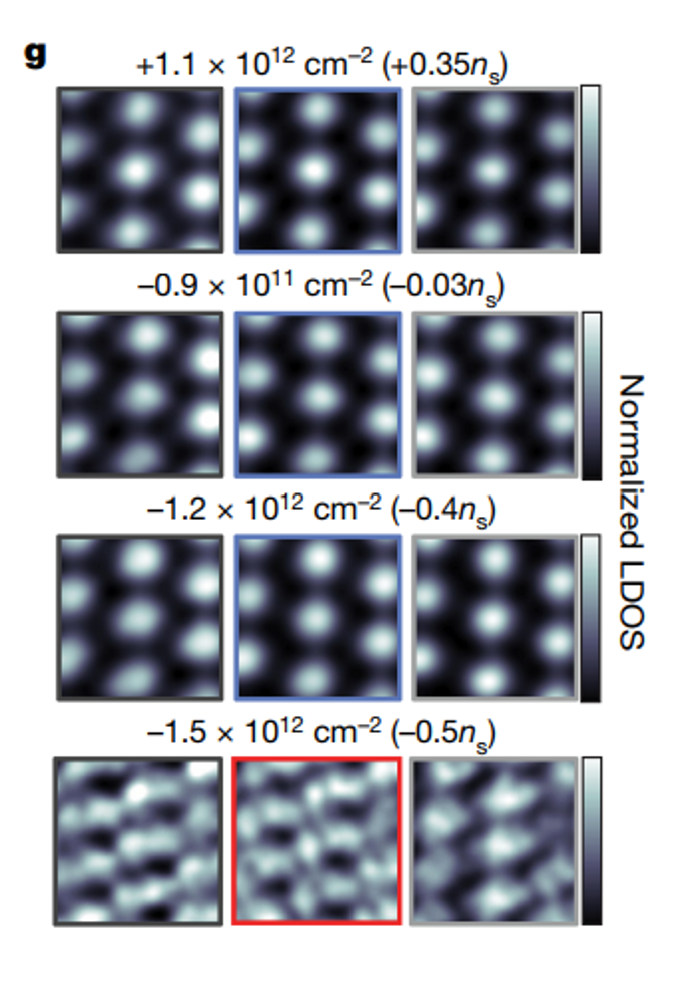 g
+1.1 × 10¹² cm⁻² (+0.35nₛ)
–0.9 × 10¹¹ cm⁻² (–0.03nₛ)
–1.2 × 10¹² cm⁻² (–0.4nₛ)
–1.5 × 10¹² cm⁻² (–0.5nₛ)
Normalized LDOS